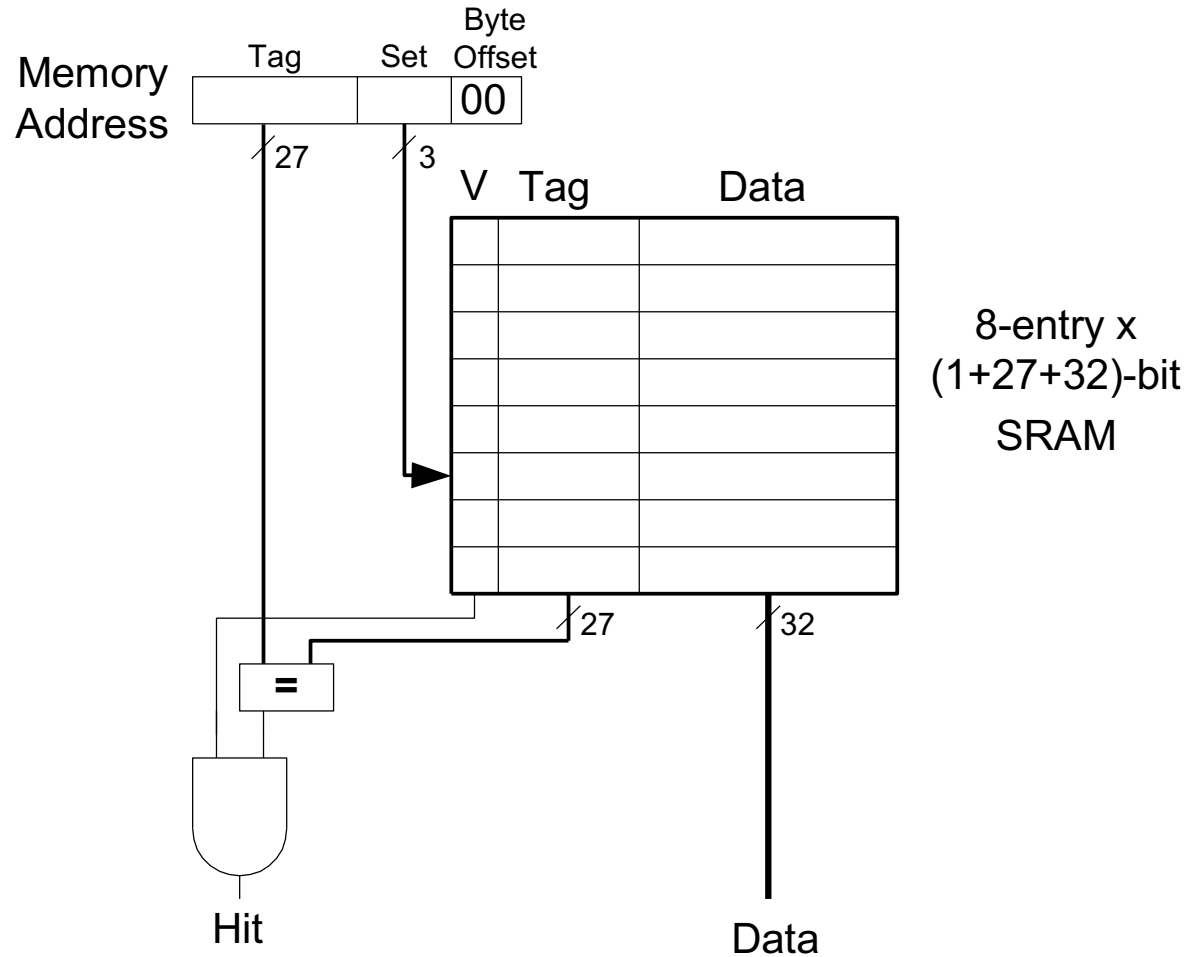 Byte
Tag Set Offset
Memory
Address
00
27
3
V Tag Data
8-entry x
(1+27+32)-bit
SRAM
27
32
=
Hit
Data